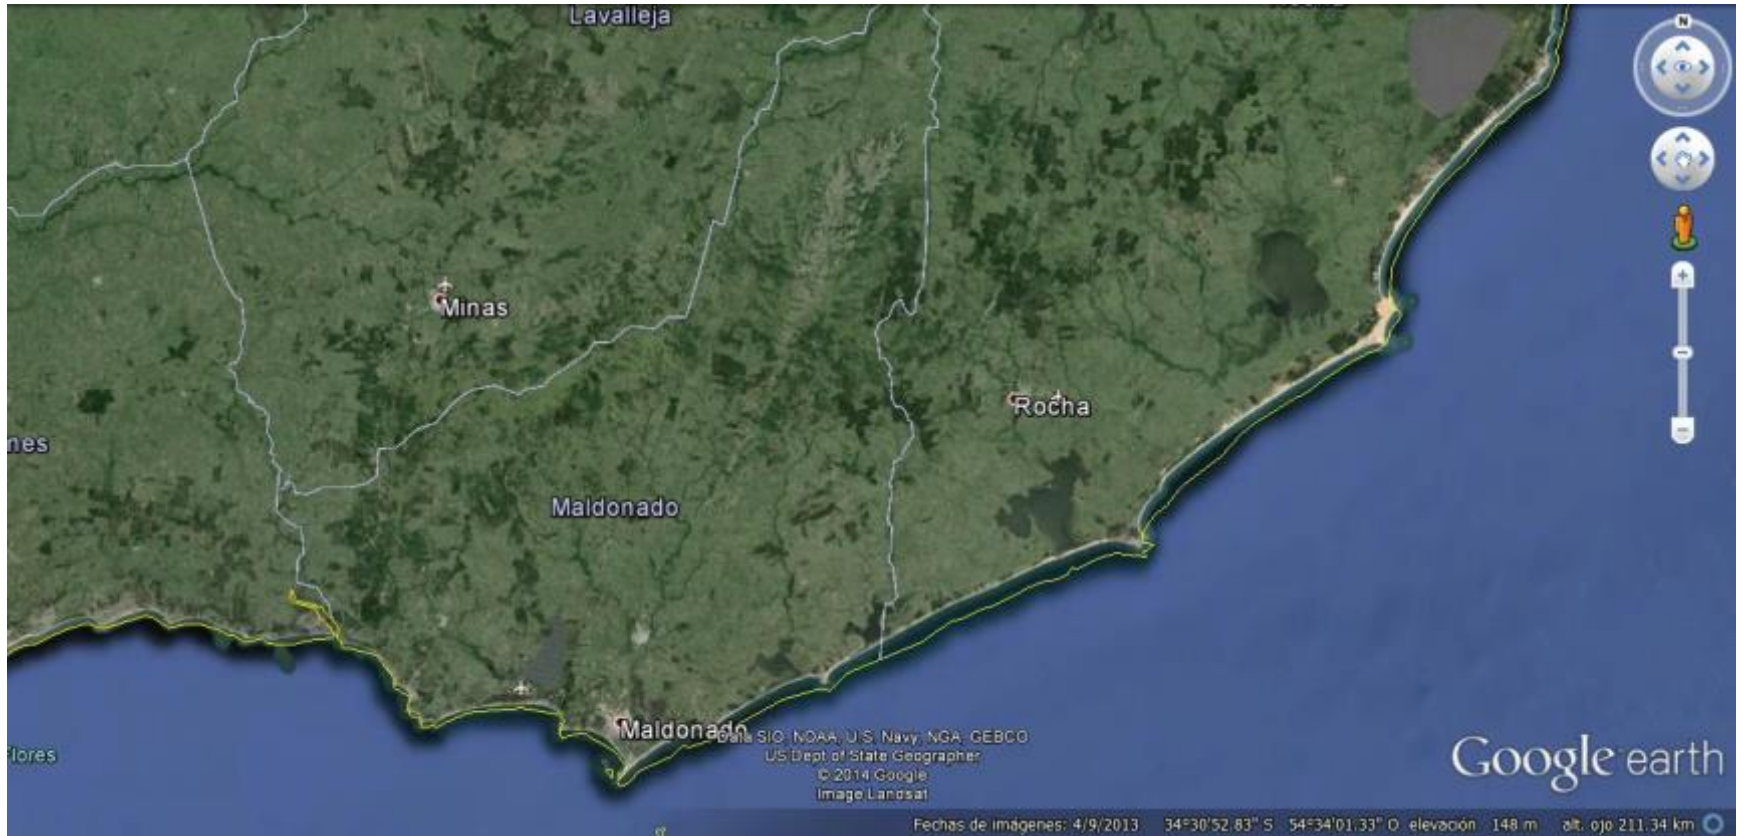 Lavalleja
N
Minas
Rocha
nes
Maldonado
Maldonado
Data SIO, NOAA, U.S. Navy, NGA, GEBCO
US Dept of State Geographer
© 2014 Google
Image Landsat
Flores
Google earth
Fechas de imágenes: 4/9/2013 34°30'52.83" S 54°34'01.33" O elevación 148 m alt. ojo 211.34 km